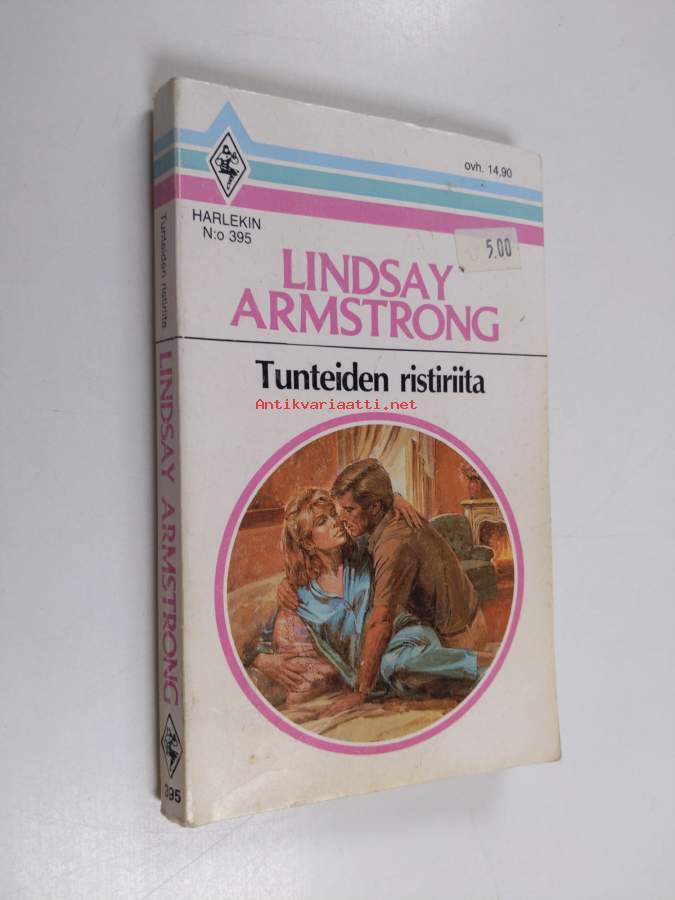 ovh. 14,90
HARLEKIN
N:o 395
5.00
LINDSAY
ARMSTRONG
Tunteiden ristiriita
Antikvariaatti.net
Tunteiden ristiriita
LINDSAY ARMSTRONG
395